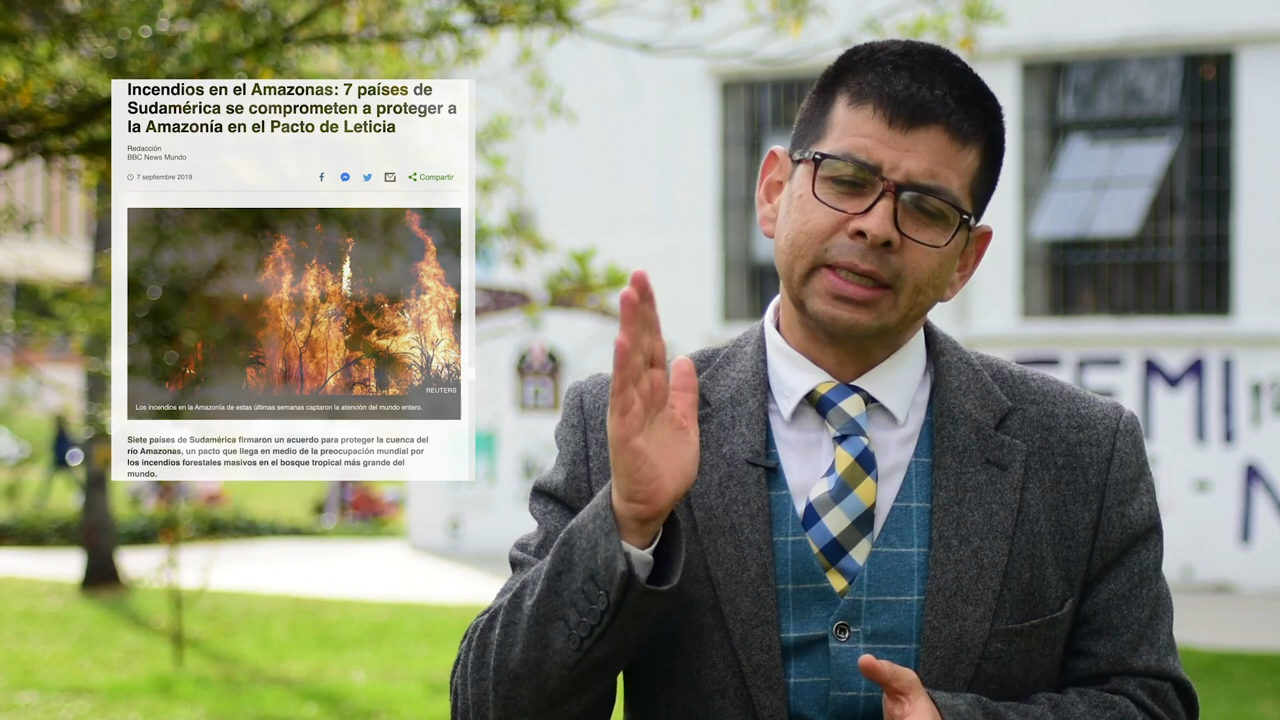 Incendios en el Amazonas: 7 países de
Sudamérica se comprometen a proteger a
la Amazonía en el Pacto de Leticia
Redacción
BBC News Mundo
7 septiembre 2019
Compartir
REUTERS
Los incendios en la Amazonía de estas últimas semanas captaron la atención del mundo entero.
Siete países de Sudamérica firmaron un acuerdo para proteger la cuenca del
río Amazonas, un pacto que llega en medio de la preocupación mundial por
los incendios forestales masivos en el bosque tropical más grande del
mundo.
FEMI
N